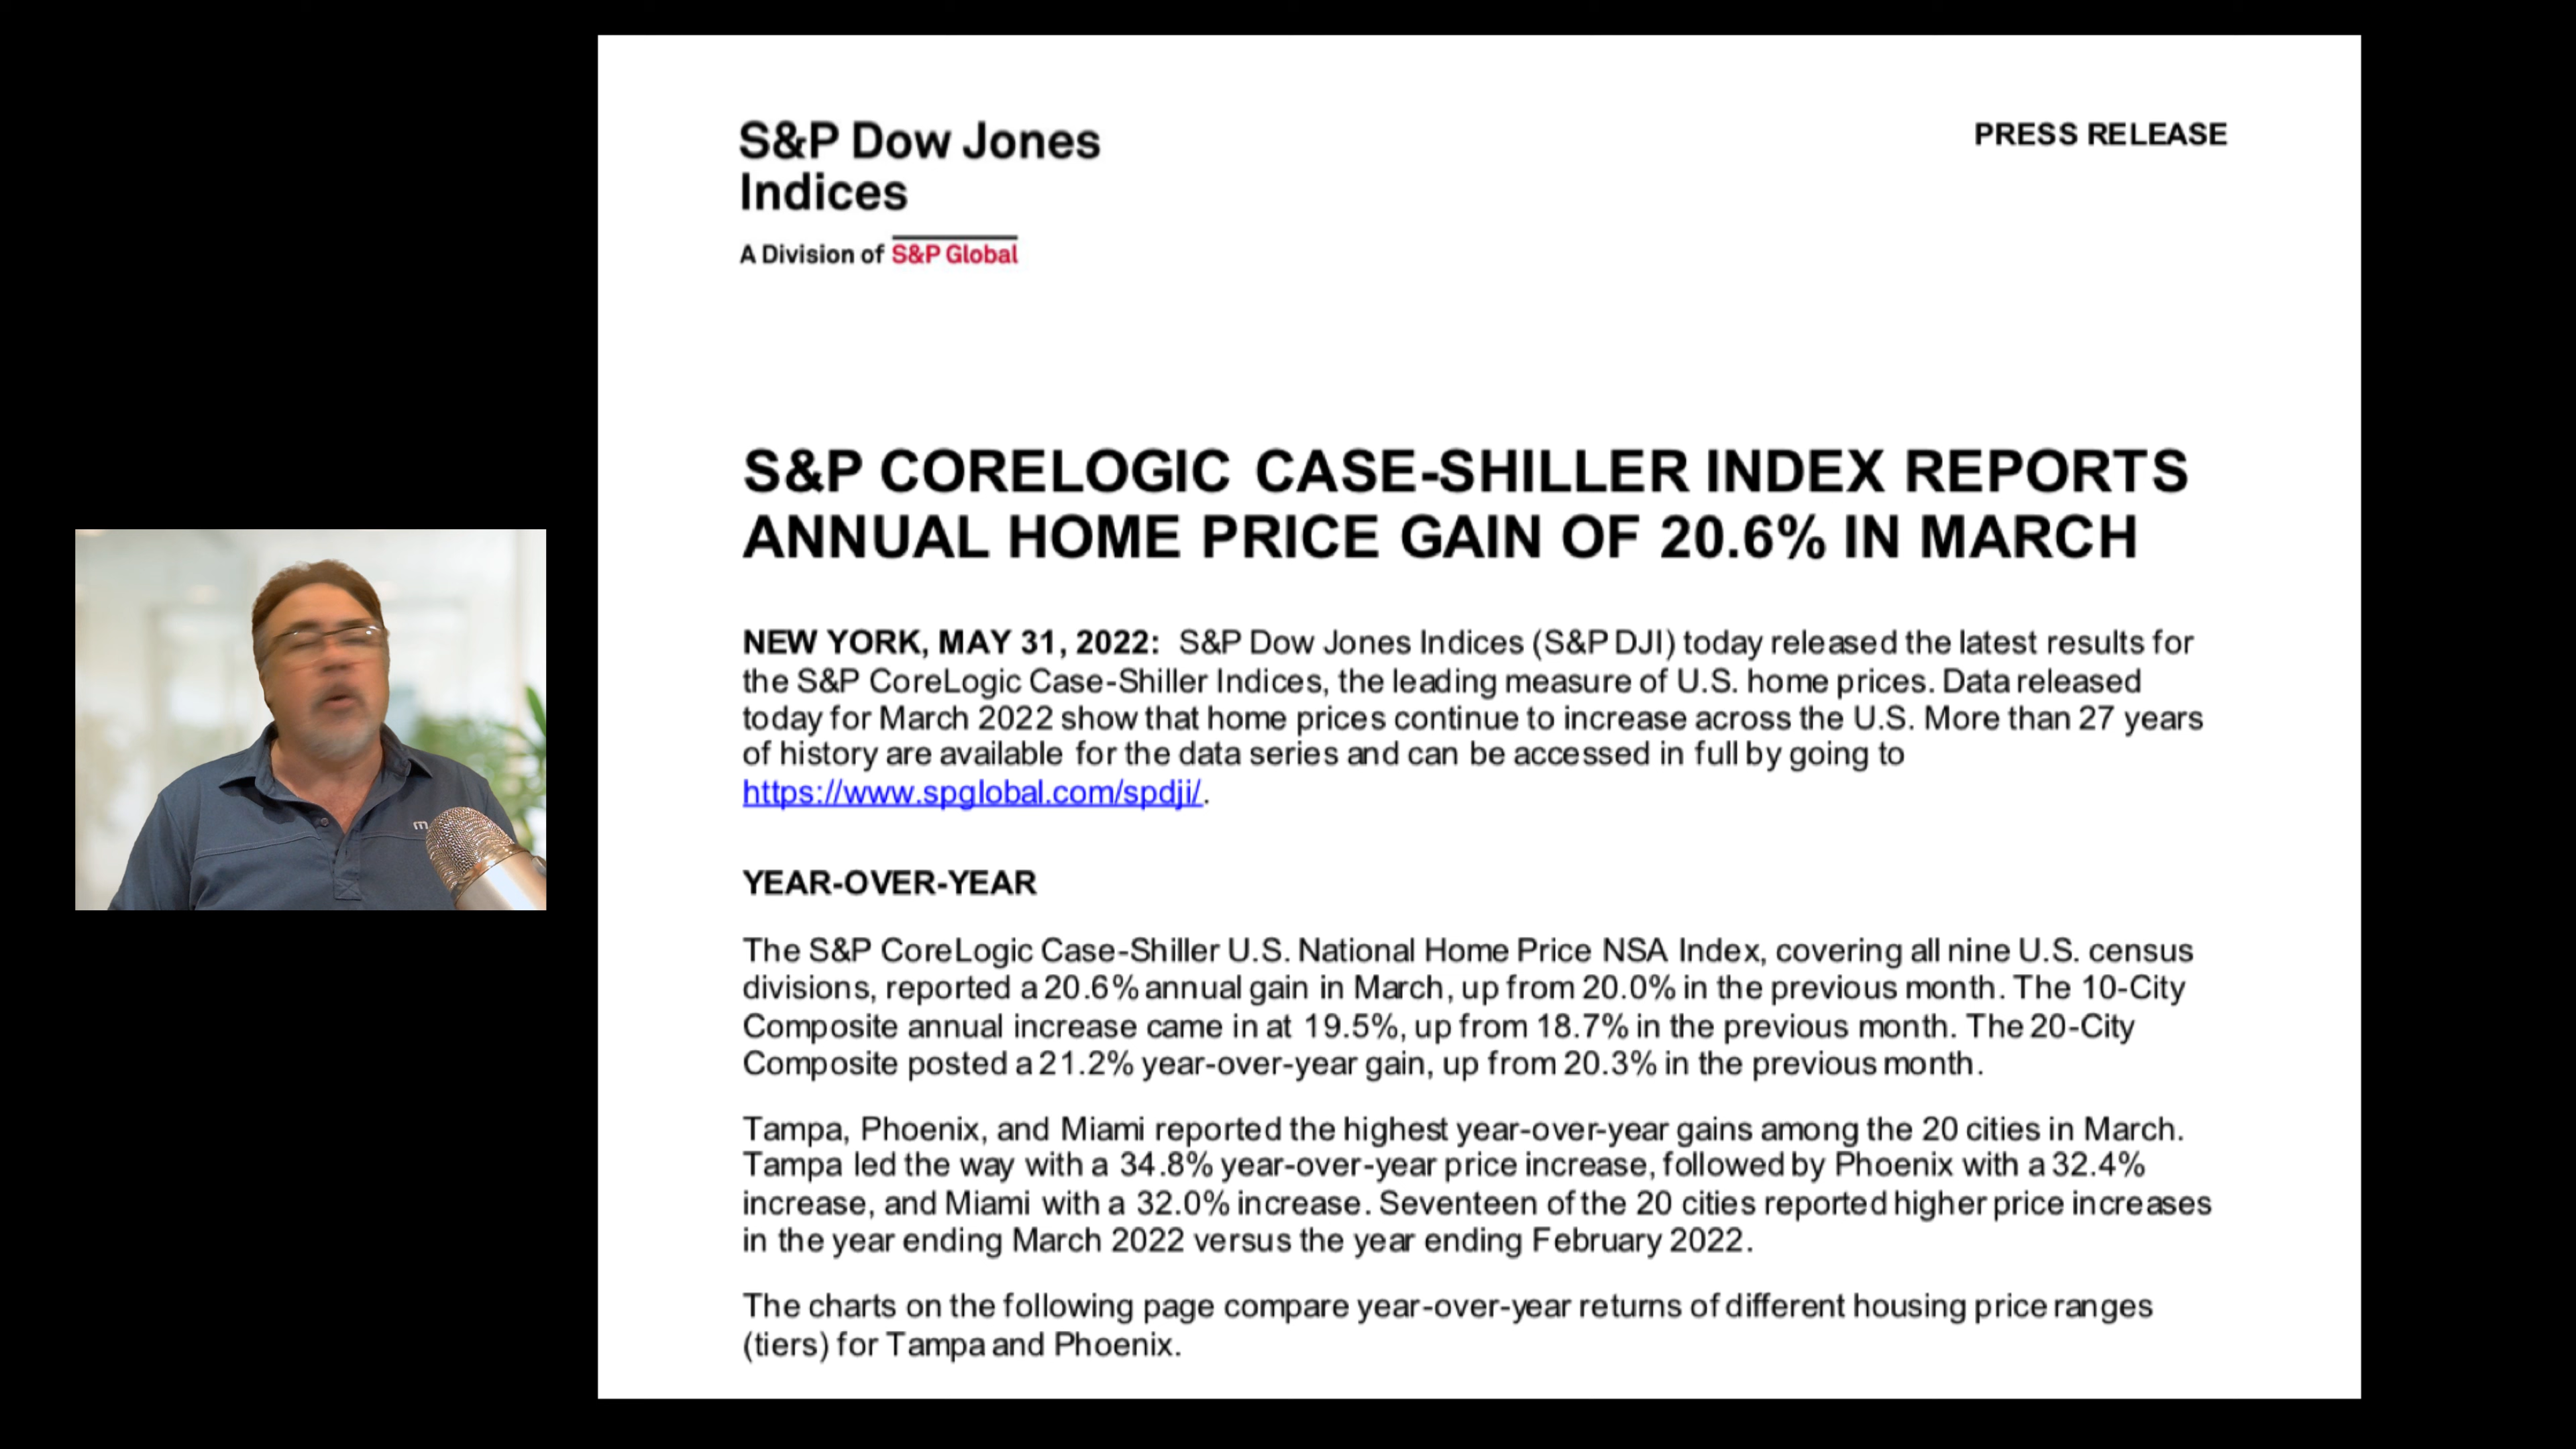 S&P Dow Jones
Indices
A Division of S&P Global
PRESS RELEASE
S&P CORELOGIC CASE-SHILLER INDEX REPORTS
ANNUAL HOME PRICE GAIN OF 20.6% IN MARCH
NEW YORK, MAY 31, 2022: S&P Dow Jones Indices (S&P DJI) today released the latest results for
the S&P CoreLogic Case-Shiller Indices, the leading measure of U.S. home prices. Data released
today for March 2022 show that home prices continue to increase across the U.S. More than 27 years
of history are available for the data series and can be accessed in full by going to
https://www.spglobal.com/spdji/.
YEAR-OVER-YEAR
The S&P CoreLogic Case-Shiller U.S. National Home Price NSA Index, covering all nine U.S. census
divisions, reported a 20.6% annual gain in March, up from 20.0% in the previous month. The 10-City
Composite annual increase came in at 19.5%, up from 18.7% in the previous month. The 20-City
Composite posted a 21.2% year-over-year gain, up from 20.3% in the previous month.
Tampa, Phoenix, and Miami reported the highest year-over-year gains among the 20 cities in March.
Tampa led the way with a 34.8% year-over-year price increase, followed by Phoenix with a 32.4%
increase, and Miami with a 32.0% increase. Seventeen of the 20 cities reported higher price increases
in the year ending March 2022 versus the year ending February 2022.
The charts on the following page compare year-over-year returns of different housing price ranges
(tiers) for Tampa and Phoenix.